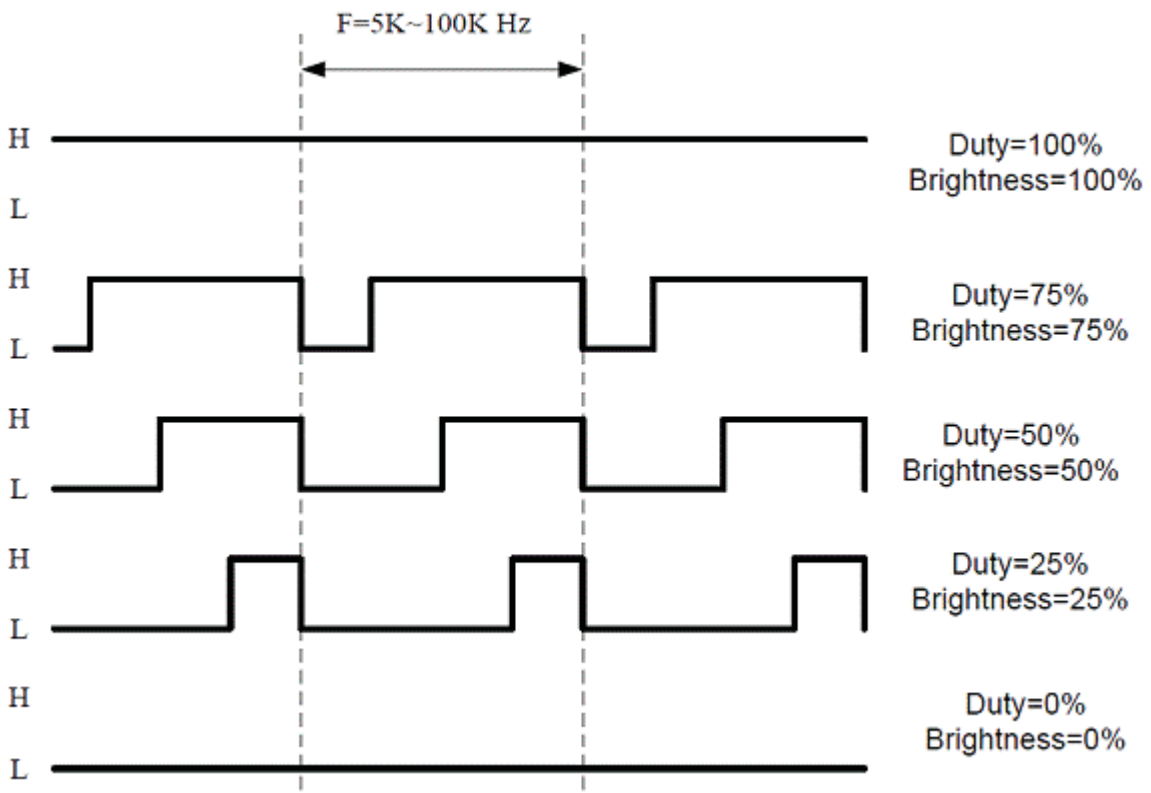 F=5K~100K Hz
H
Duty=100%
Brightness=100%
L
H
Duty=75%
Brightness=75%
L
H
Duty=50%
Brightness=50%
L
H
Duty=25%
Brightness=25%
L
H
Duty=0%
Brightness=0%
L